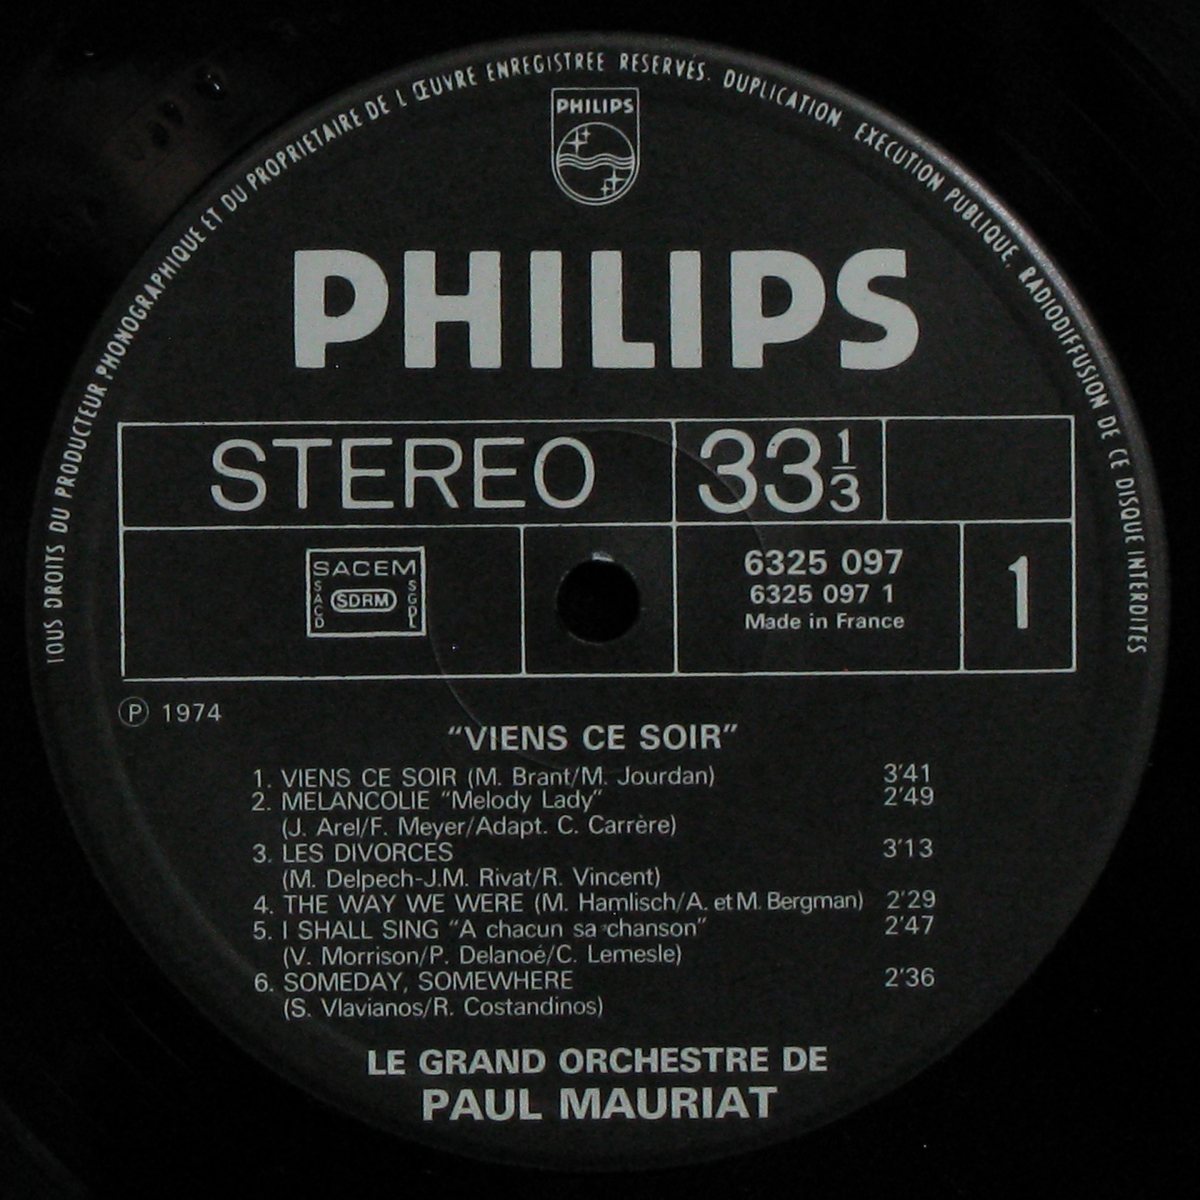 TOUS DROITS DU PRODUCTEUR PHONOGRAPHIQUE ET DU PROPRIETAIRE DE L ŒUVRE ENREGISTREE RESERVÉS. DUPLICATION. EXECUTION PUBLIQUE. RADIODIFFUSION DE CE DISQUE INTERDITES
PHILIPS
PHILIPS
STEREO 33 1/3
SACEM
SACD SDRM SGDL
6325 097
6325 097 1
Made in France
1
Ⓟ 1974
"VIENS CE SOIR"
1. VIENS CE SOIR (M. Brant/M. Jourdan) 3'41
2. MELANCOLIE "Melody Lady" 2'49
(J. Arel/F. Meyer/Adapt. C. Carrère)
3. LES DIVORCES 3'13
(M. Delpech-J.M. Rivat/R. Vincent)
4. THE WAY WE WERE (M. Hamlisch/A. et M. Bergman) 2'29
5. I SHALL SING "A chacun sa chanson" 2'47
(V. Morrison/P. Delanoé/C. Lemesle)
6. SOMEDAY, SOMEWHERE 2'36
(S. Vlavianos/R. Costandinos)
LE GRAND ORCHESTRE DE
PAUL MAURIAT